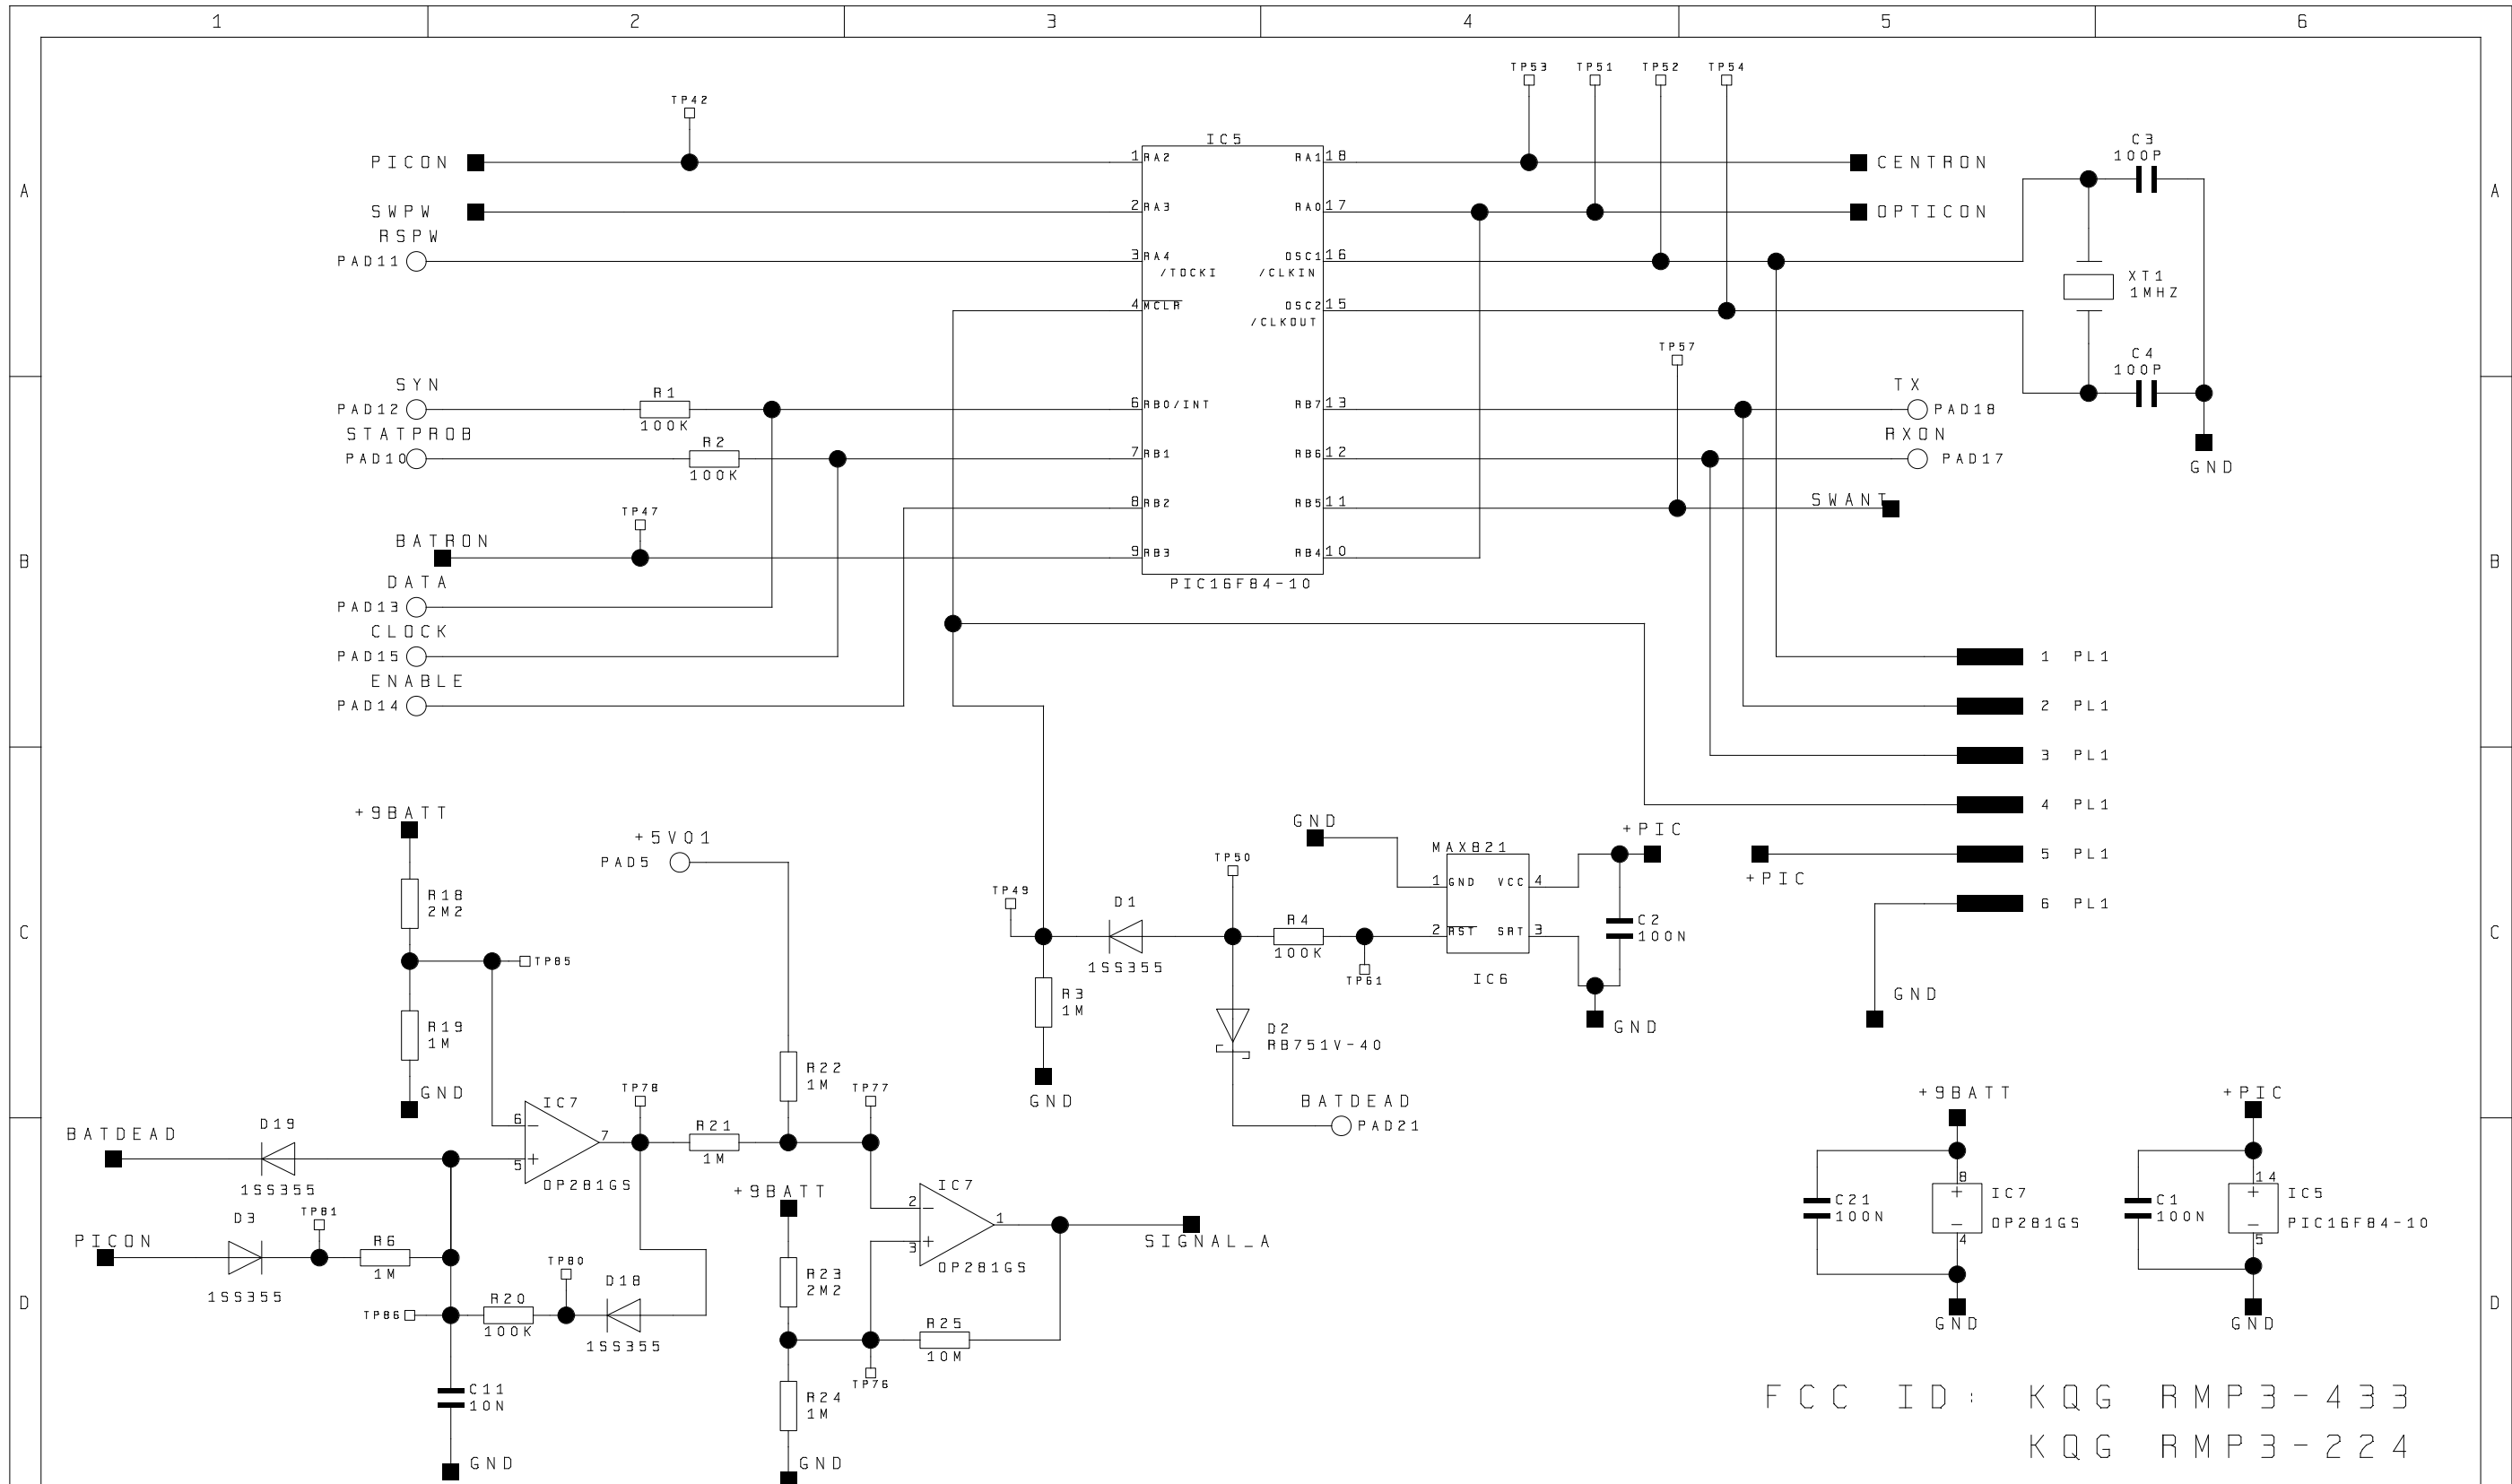 1 2 3 4 5 6
TP53 TP51 TP52 TP54
TP42
IC5
C3
100P
PICON
1 RA2 RA1 18
CENTRON
A A
SWPW
2 RA3 RA0 17
OPTICON
RSPW
PAD11
3 RA4 OSC1 16
/TOCKI /CLKIN
XT1
1MHZ
4 MCLR OSC2 15
/CLKOUT
TP57
C4
100P
SYN
R1
TX
PAD12
6 RB0/INT RB7 13
PAD18
100K
STATPROB
R2
RXON
PAD10
7 RB1 RB6 12
PAD17
100K
GND
8 RB2 RB5 11
SWANT
TP47
BATRON
9 RB3 RB4 10
B B
DATA
PIC16F84-10
PAD13
CLOCK
PAD15
1 PL1
ENABLE
PAD14
2 PL1
3 PL1
4 PL1
+9BATT
GND
+PIC
+5V01
PAD5
MAX821
TP50
5 PL1
+PIC
1 GND VCC 4
R18
2M2
TP49
D1
6 PL1
R4
C2
100N
C C
2 RST SRT 3
100K
1SS355
TP85
TP61
IC6
R3
1M
GND
R19
1M
D2
RB751V-40
GND
R22
1M
GND
TP78
TP77
GND
BATDEAD
+9BATT
+PIC
IC7
D19
6 -
PAD21
BATDEAD
7
R21
1M
5 +
1SS355
OP281GS
+9BATT
IC7
8
+
IC7
14
+
IC5
D3
TP81
2 -
C21
100N
OP281GS
C1
100N
PIC16F84-10
1
-
4
-
5
PICON
R6
1M
3 +
SIGNAL_A
OP281GS
1SS355
TP80
D18
R23
2M2
D D
TP86
R20
100K
1SS355
R25
10M
GND
GND
TP76
C11
10N
R24
1M
FCC ID: KQG RMP3-433
KQG RMP3-224
GND
GND